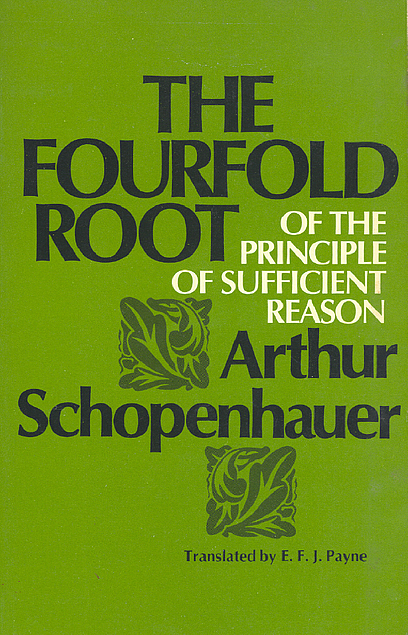 THE
FOURFOLD
ROOT
OF THE
PRINCIPLE
OF SUFFICIENT
REASON
Arthur
Schopenhauer
Translated by E. F. J. Payne